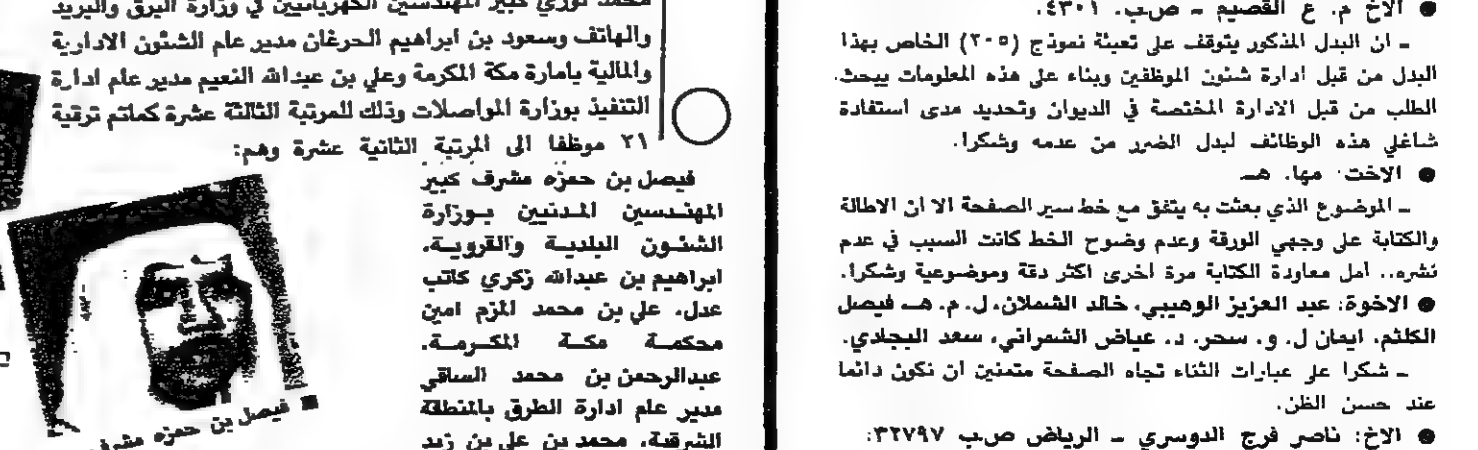 ● الاخ م. ع القصيم ـ ص.ب. ٤٣٠١.
ـ ان البدل المذكور يتوقف على تعبئة نموذج (٢٠٥) الخاص بهذا
البدل من قبل ادارة شئون الموظفين وبناء على هذه المعلومات يبحث
الطلب من قبل الادارة المختصة في الديوان وتحديد مدى استفادة
شاغلي هذه الوظائف لبدل الضرر من عدمه وشكرا.
● الاخت مها. هـ
ـ الموضوع الذي بعثت به يتفق مع خط سير الصفحة الا ان الاطالة
والكتابة على وجهي الورقة وعدم وضوح الخط كانت السبب في عدم
نشره.. أمل معاودة الكتابة مرة اخرى اكثر دقة وموضوعية وشكرا.
● الاخوة: عبد العزيز الوهيبي، خالد الشملان، ل. م. هـ فيصل
الكلثم، ايمان ل. و. سحر. د. عياض الشمراني، سعد البجادي.
ـ شكرا على عبارات الثناء تجاه الصفحة متمنين ان نكون دائما
عند حسن الظن.
● الاخ: ناصر فرج الدوسري ـ الرياض ص.ب ٣٢٧٩٧:
محمد نوري كبير المهندسين الكهربائيين في وزارة البرق والبريد
والهاتف وسعود بن ابراهيم الحرغان مدير عام الشئون الادارية
والمالية بامارة مكة المكرمة وعلي بن عبدالله النعيم مدير عام ادارة
التنفيذ بوزارة المواصلات وذلك للمرتبة الثالثة عشرة كماتم ترقية
٢١ موظفا الى المرتبة الثانية عشرة وهم:
فيصل بن حمزه مشرف كبير
المهندسين المدنيين بوزارة
الشئون البلدية والقروية،
ابراهيم بن عبدالله زكري كاتب
عدل، علي بن محمد المزم امين
محكمة مكة المكرمة،
عبدالرحمن بن محمد الساقي
مدير عام ادارة الطرق بالمنطقة
الشرقية، محمد بن علي بن زيد
■ فيصل بن حمزه مشرف